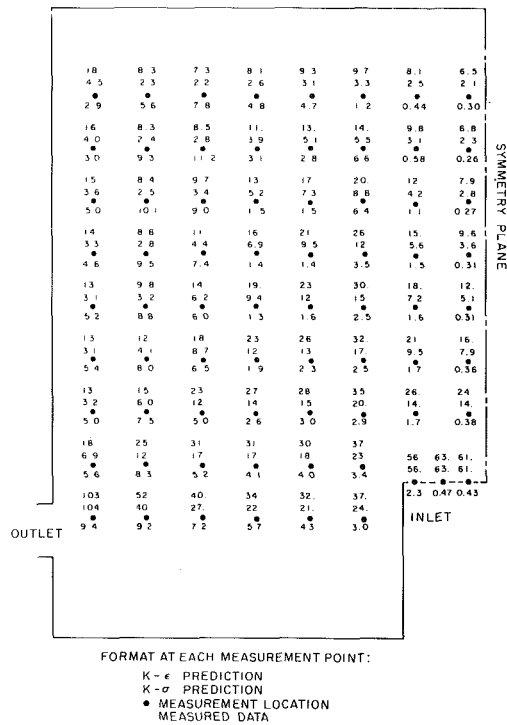 18 8 3 7 3 8 1 9 3 9 7 8.1 6.5
4.5 2 3 2 2 2 6 3 1 3.3 2 5 2 1
2 9 5 6 7 8 4 8 4.7 1 2 0.44 0.30
16 8.3 8.5 11. 13. 14. 9.8 6.8
4 0 2 4 2 8 3 9 5 1 5 5 3 1 2 3
3 0 9 3 11 2 3 1 2 8 6 6 0.58 0.26
15 8 4 9 7 13 17 20. 12 7.9
3 6 2 5 3 4 5 2 7 3 8 8 4 2 2 8
5 0 10 1 9 0 1 5 1 5 6 4 1 1 0.27
14 8 8 11 16 21 26 15. 9.6
3 3 2 8 4 4 6.9 9 5 12 5 6 3 6
4 6 9 5 7.4 1 4 1.4 3.5 1.5 0.31
13 9 8 14 19. 23 30. 18. 12.
3 1 3 2 6 2 9 4 12 15 7 2 5 1
5 2 8 8 6 0 1 3 1 6 2 5 1 6 0.31
13 12 18 23 26 32. 21 16.
3 1 4 1 8 7 12 13 17. 9 5 7.9
5 4 8 0 6 5 1 9 2 3 2 5 1.7 0.36
13 15 23 27 28 35 26. 24
3 2 6 0 12 14 15 20. 14. 14.
5 0 7 5 5 0 2 6 3 0 2.9 1.7 0.38
18 25 31 31 30 37
6 9 12 17 17 18 23 56 63. 61.
5 6 8 3 5 2 4 1 4 0 3.4 56. 63. 61.
2.3 0.47 0.43
103 52 40. 34 32. 37.
104 40 27. 22 21. 24.
9 4 9 2 7 2 5 7 4 3 3.0
SYMMETRY PLANE
INLET
OUTLET
FORMAT AT EACH MEASUREMENT POINT:
K-ϵ PREDICTION
K-σ PREDICTION
● MEASUREMENT LOCATION
MEASURED DATA